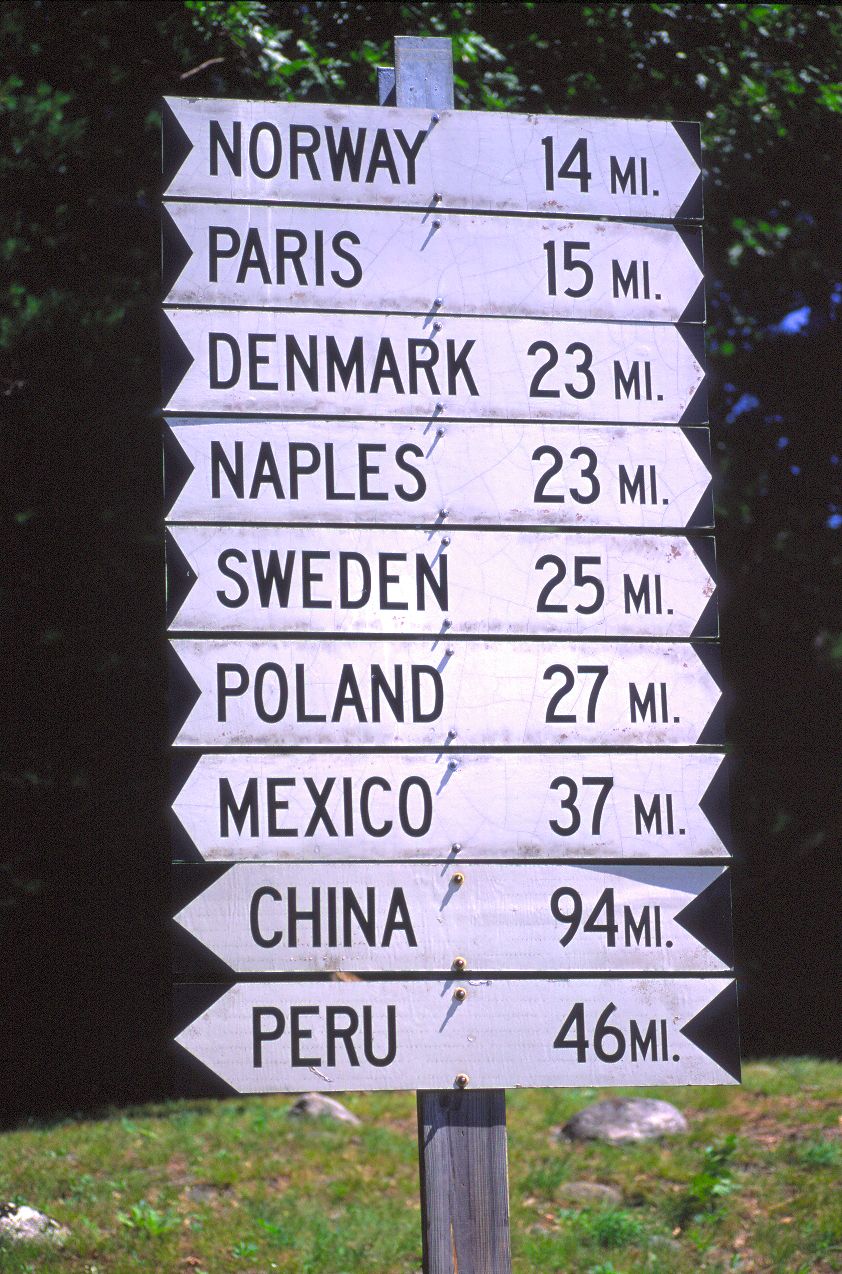 NORWAY 14 MI.
PARIS 15 MI.
DENMARK 23 MI.
NAPLES 23 MI.
SWEDEN 25 MI.
POLAND 27 MI.
MEXICO 37 MI.
CHINA 94 MI.
PERU 46 MI.